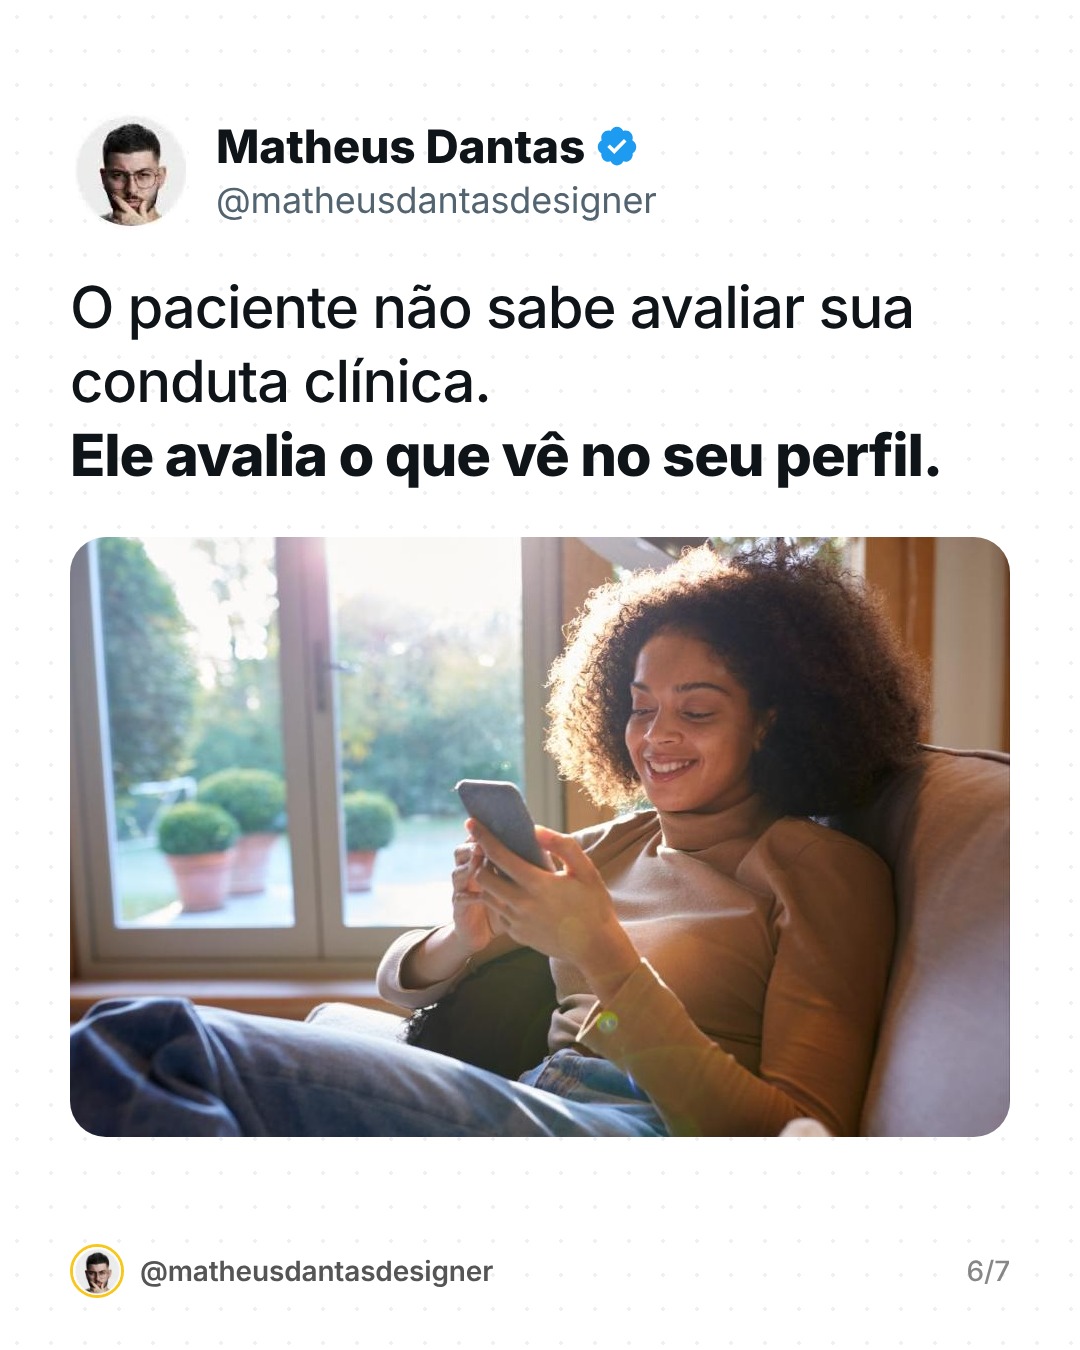 Matheus Dantas
@matheusdantasdesigner
O paciente não sabe avaliar sua
conduta clínica.
Ele avalia o que vê no seu perfil.
@matheusdantasdesigner
6/7